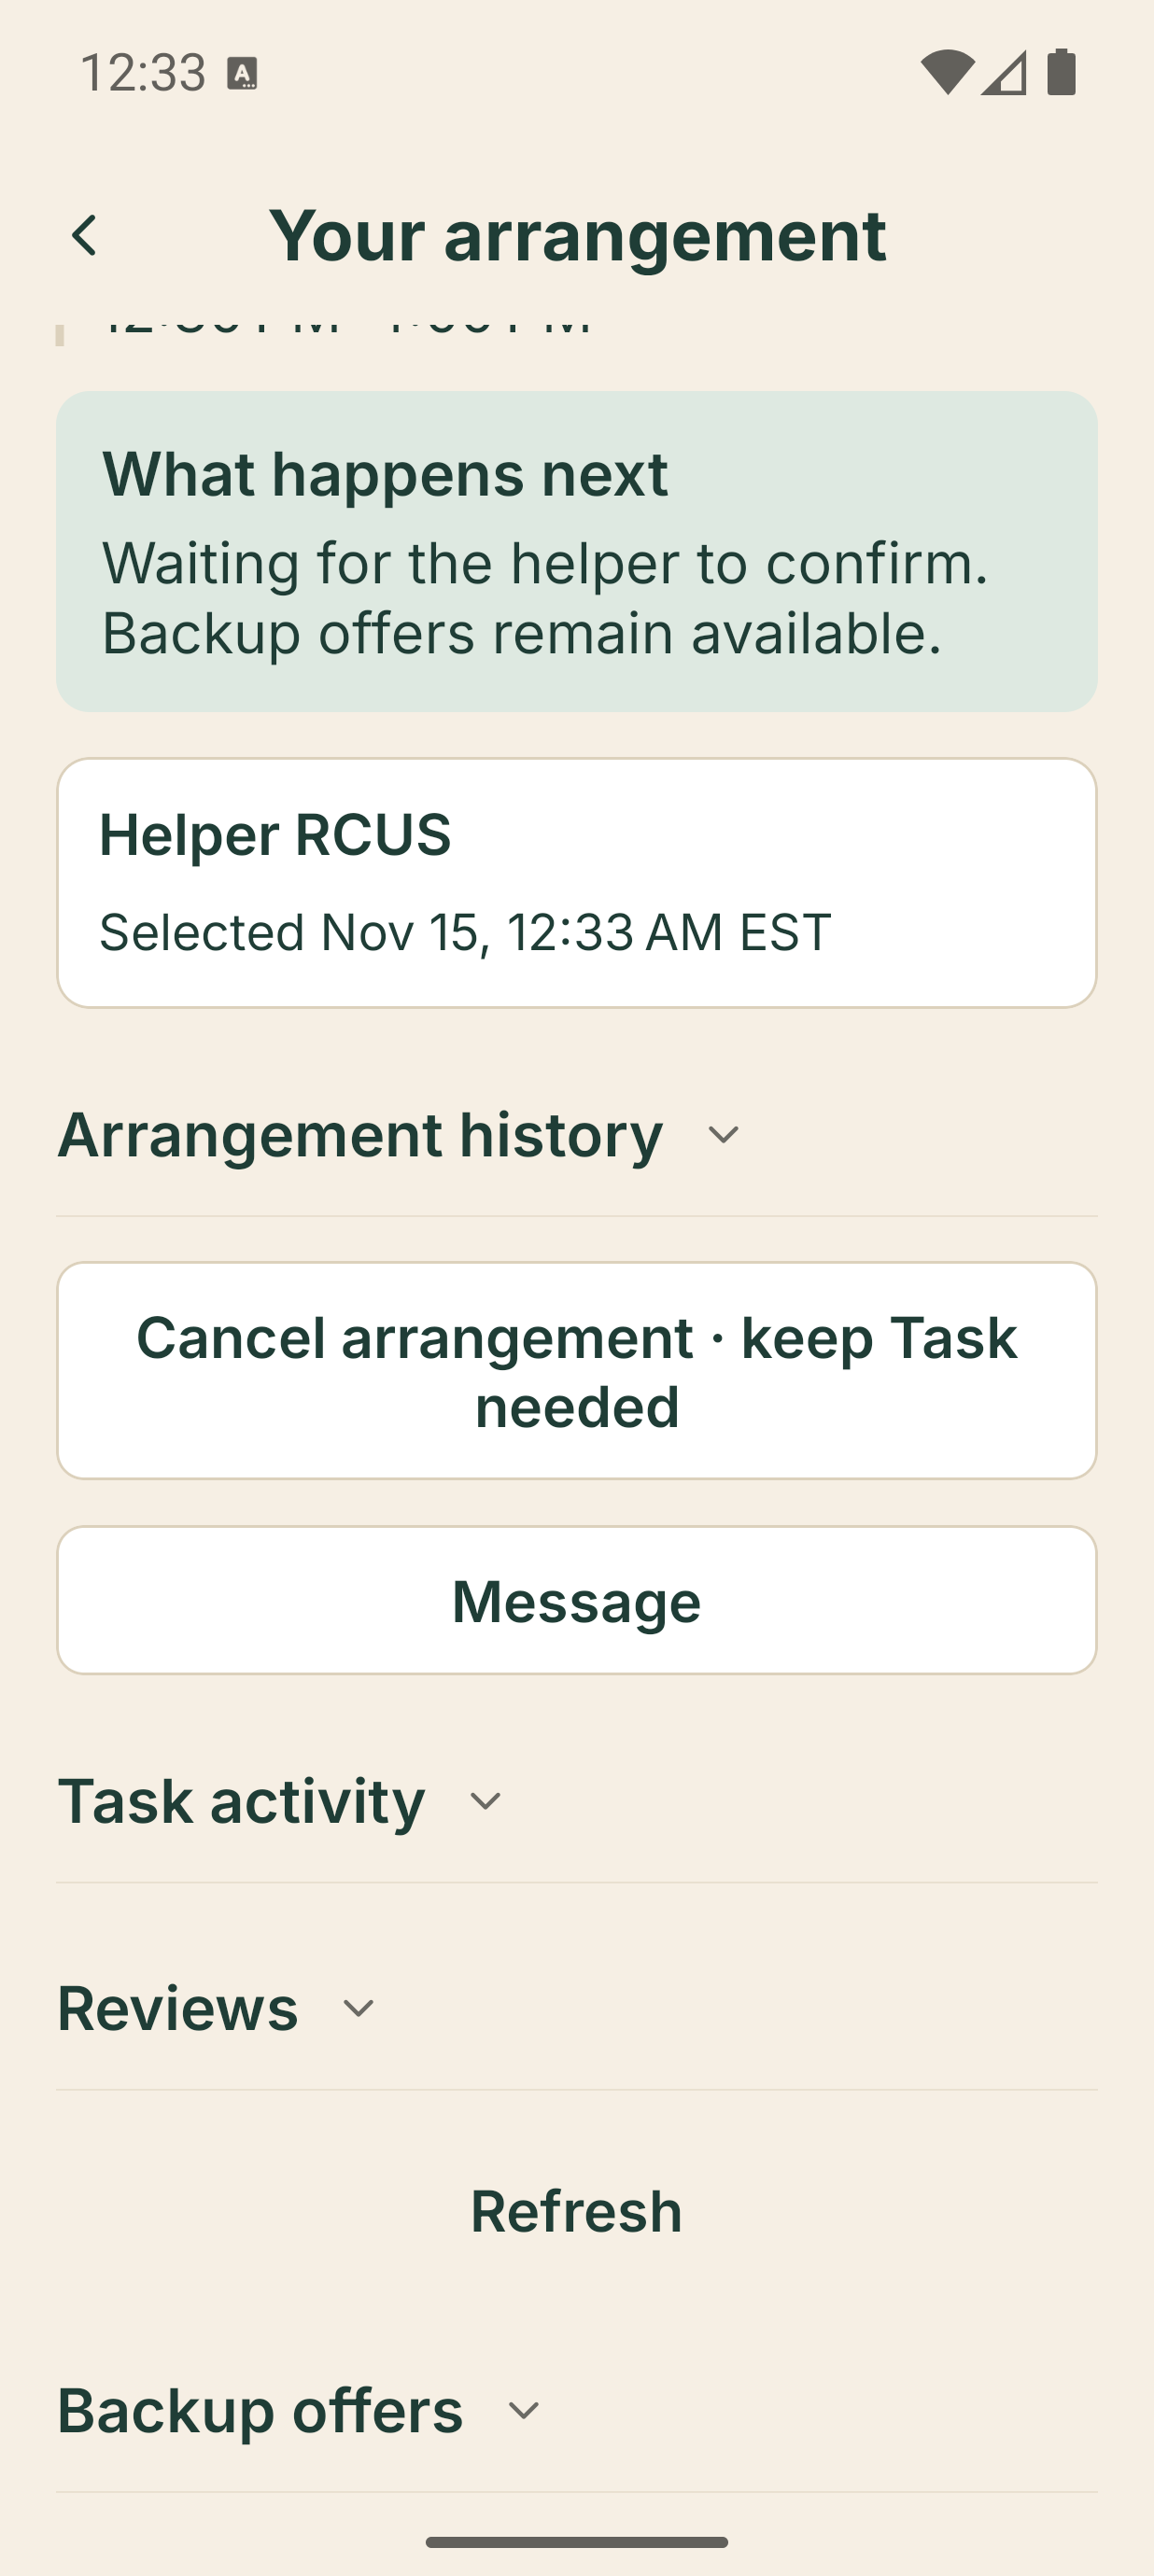 12:33
Your arrangement
What happens next
Waiting for the helper to confirm.
Backup offers remain available.
Helper RCUS
Selected Nov 15, 12:33 AM EST
Arrangement history
Cancel arrangement · keep Task
needed
Message
Task activity
Reviews
Refresh
Backup offers